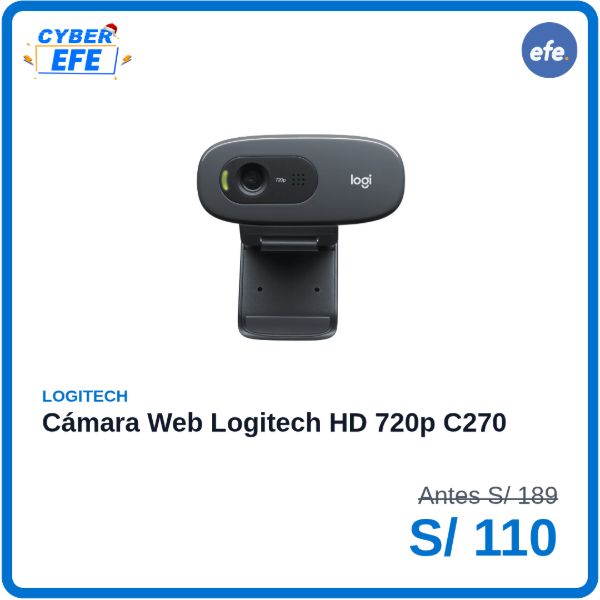 CYBER
EFE
efe.
720p
logi
LOGITECH
Cámara Web Logitech HD 720p C270
Antes S/ 189
S/ 110